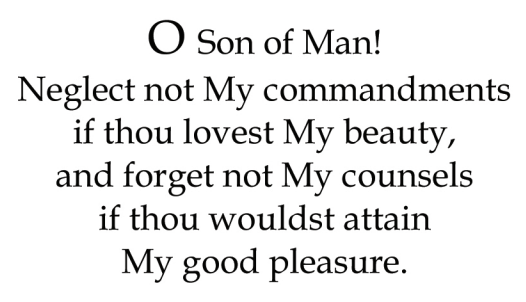 O Son of Man!
Neglect not My commandments
if thou lovest My beauty,
and forget not My counsels
if thou wouldst attain
My good pleasure.